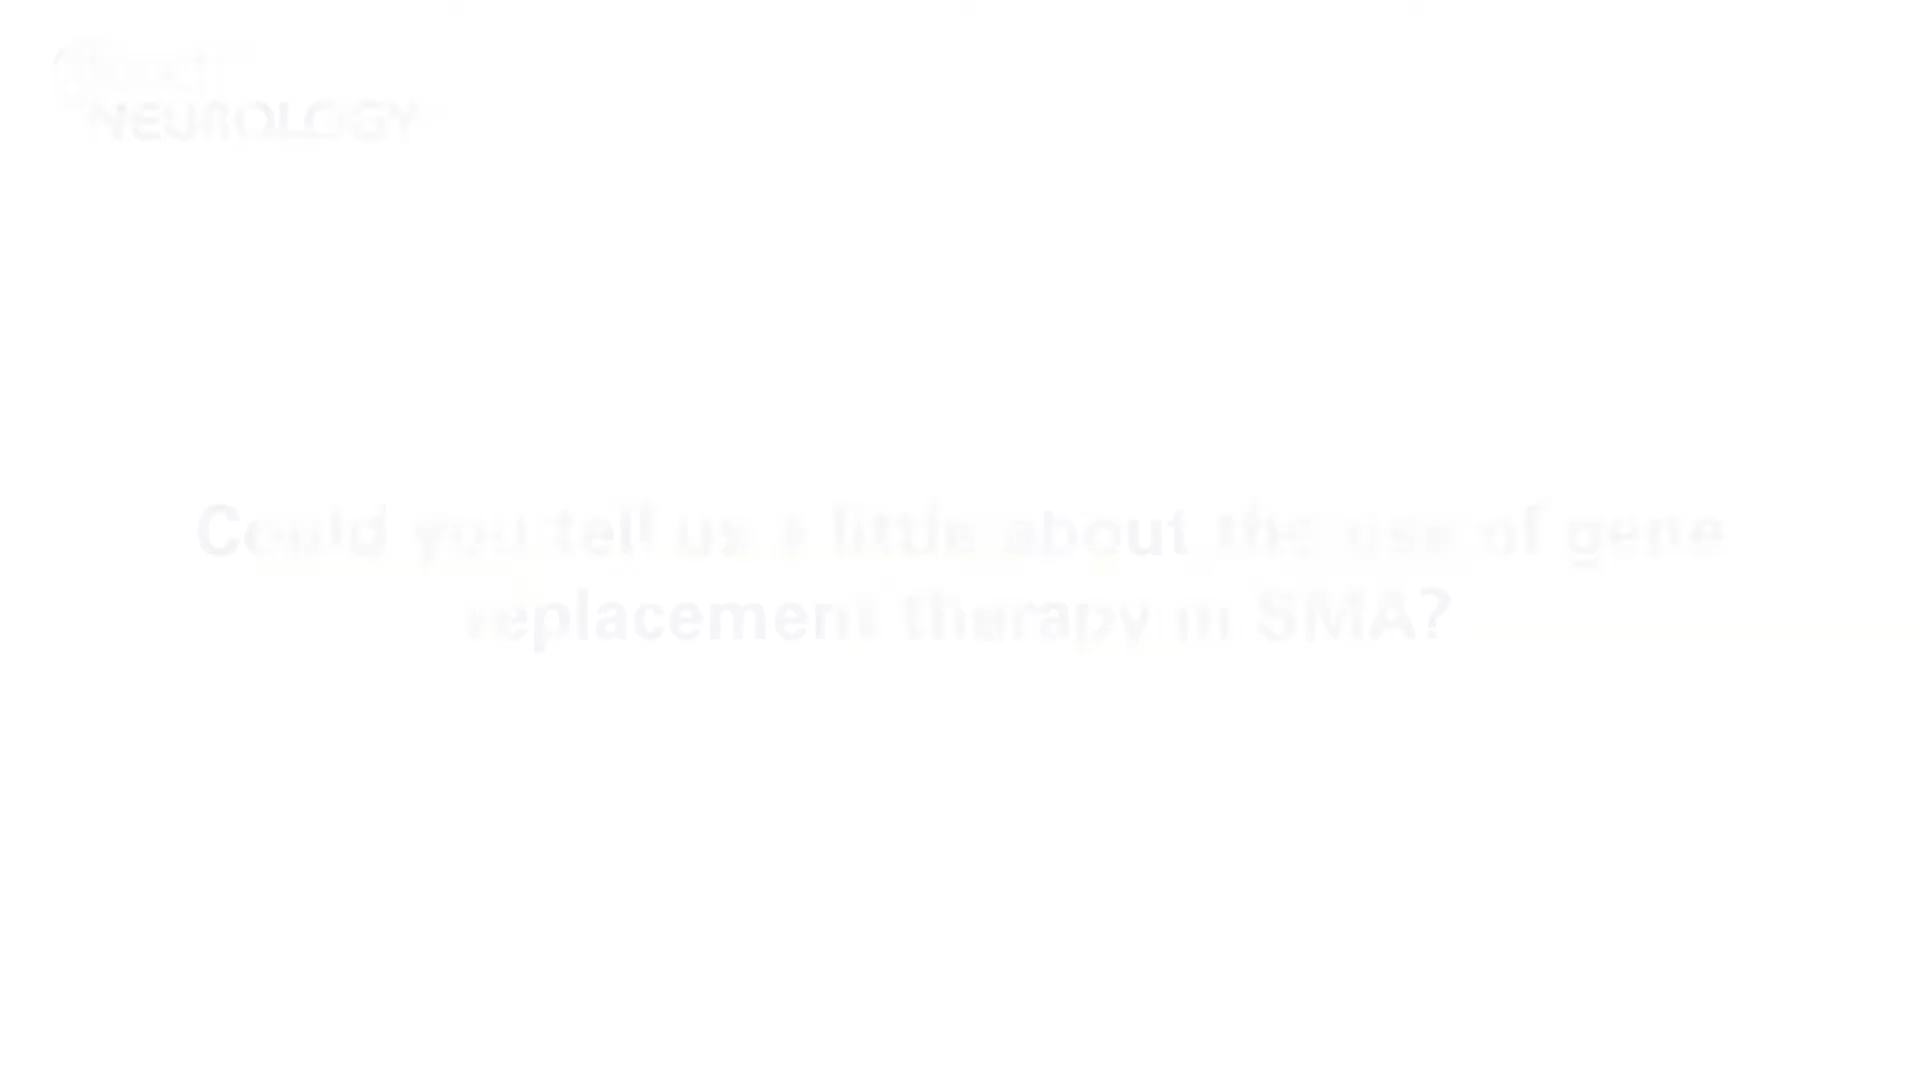 NEUROLOGY
Could you tell us a little about the use of gene
replacement therapy in SMA?